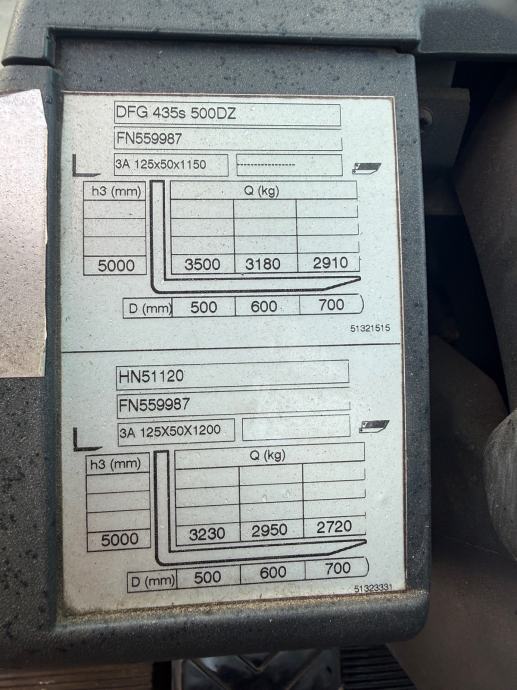 DFG 435s 500DZ
FN559987
3A 125x50x1150 ---------------
h3 (mm) Q (kg)
5000 3500 3180 2910
D (mm) 500 600 700
51321515
HN51120
FN559987
3A 125X50X1200
h3 (mm) Q (kg)
5000 3230 2950 2720
D (mm) 500 600 700
51323331